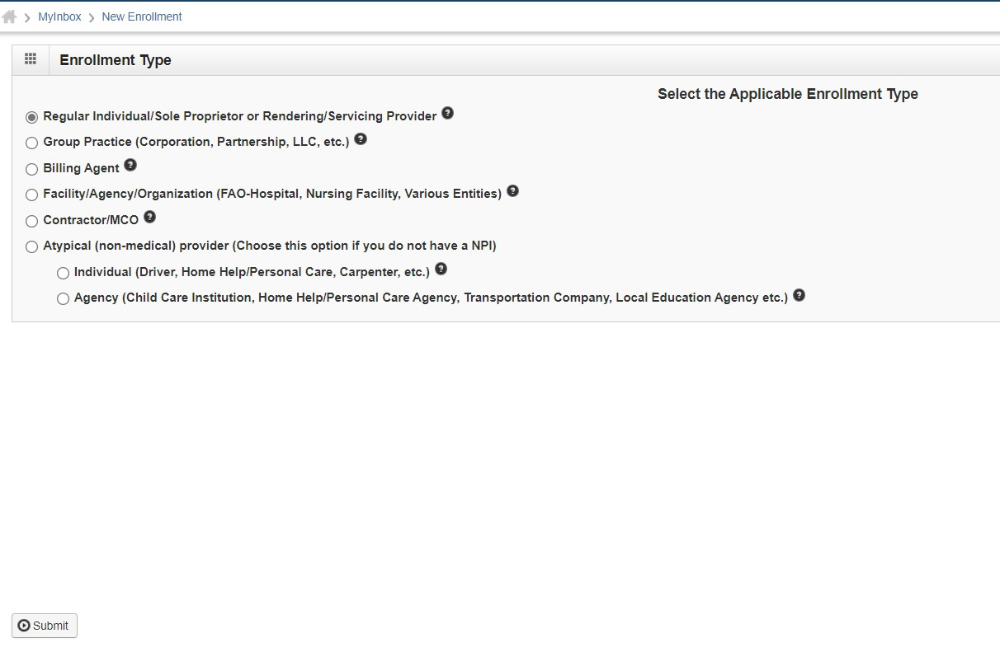 MyInbox New Enrollment
Enrollment Type
Select the Applicable Enrollment Type
Regular Individual/Sole Proprietor or Rendering/Servicing Provider ?
Group Practice (Corporation, Partnership, LLC, etc.) ?
Billing Agent ?
Facility/Agency/Organization (FAO-Hospital, Nursing Facility, Various Entities) ?
Contractor/MCO ?
Atypical (non-medical) provider (Choose this option if you do not have a NPI)
Individual (Driver, Home Help/Personal Care, Carpenter, etc.) ?
Agency (Child Care Institution, Home Help/Personal Care Agency, Transportation Company, Local Education Agency etc.) ?
Submit